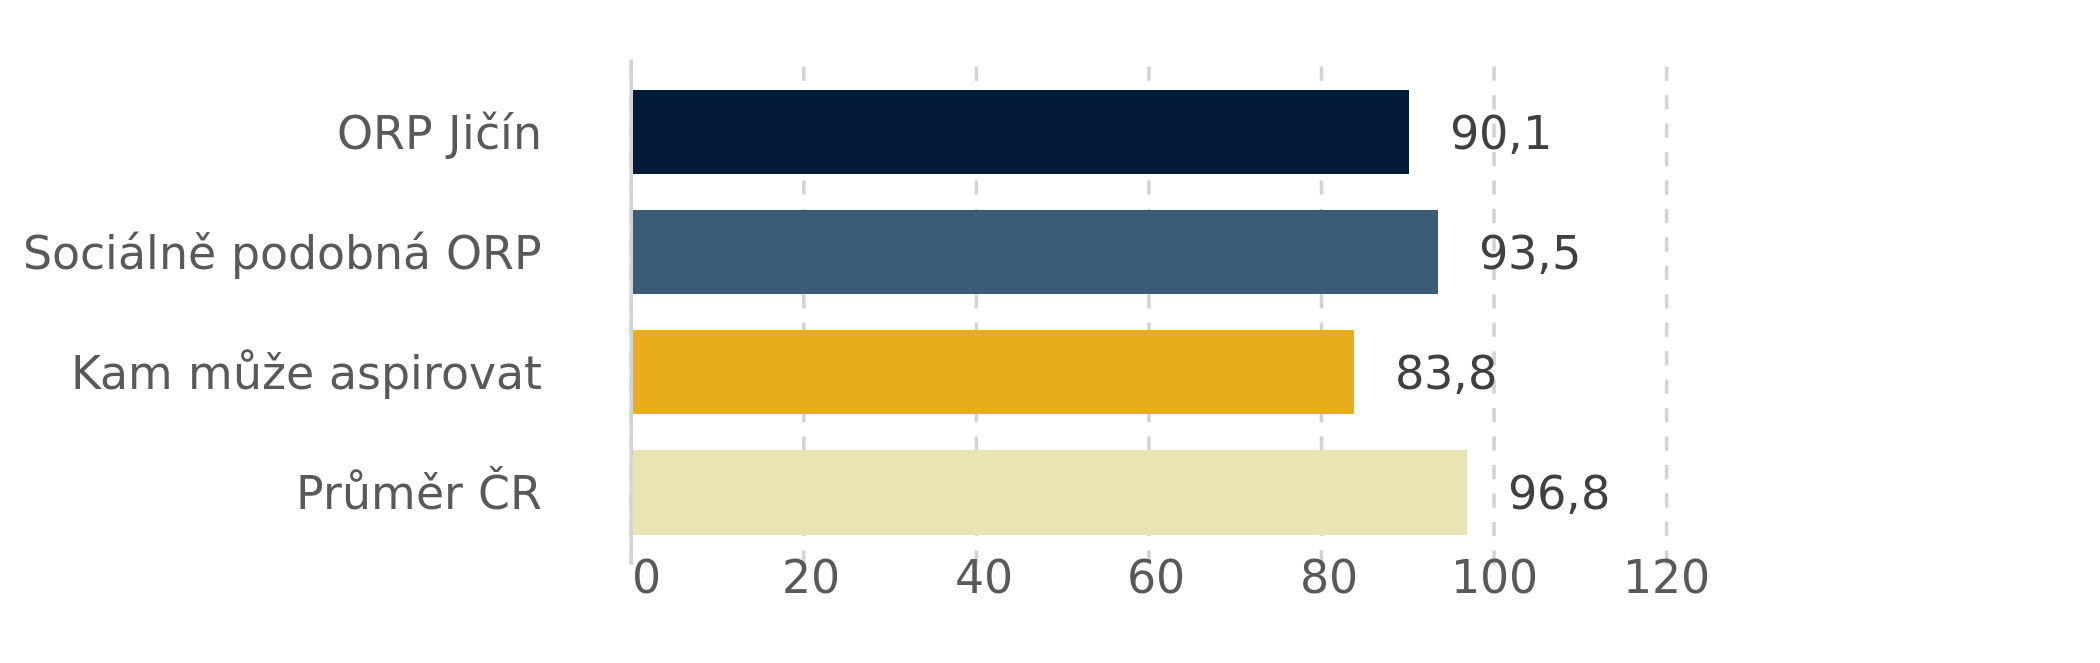 ORP Jičín 90,1
Sociálně podobná ORP 93,5
Kam může aspirovat 83,8
Průměr ČR 96,8
0 20 40 60 80 100 120